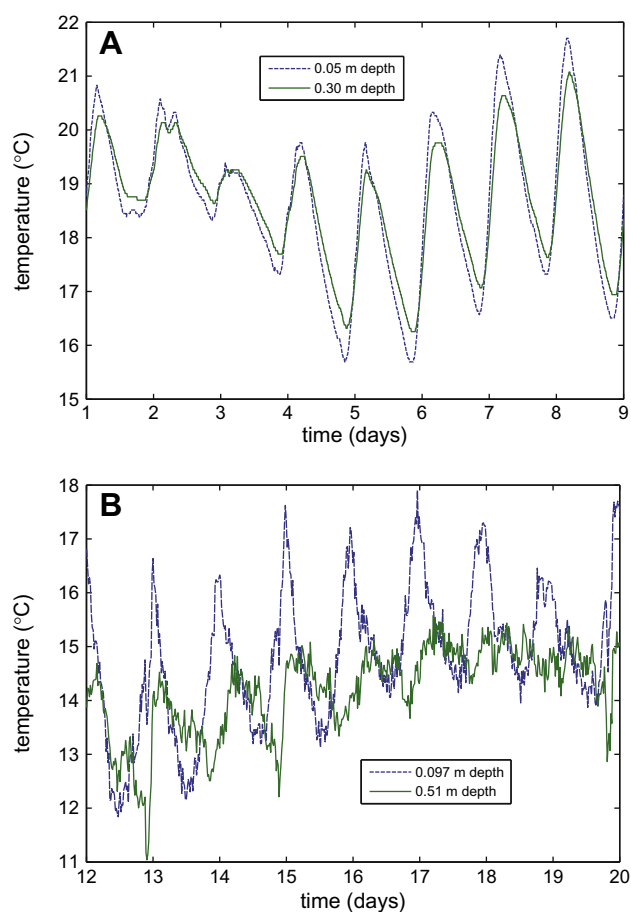 A
0.05 m depth
0.30 m depth
temperature (°C)
22
21
20
19
18
17
16
15
1 2 3 4 5 6 7 8 9
time (days)
B
0.097 m depth
0.51 m depth
temperature (°C)
18
17
16
15
14
13
12
11
12 13 14 15 16 17 18 19 20
time (days)